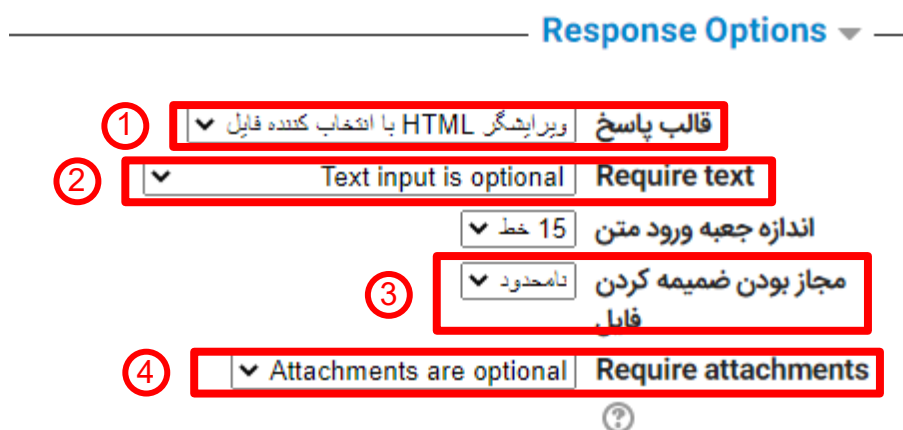 Response Options
1 قالب پاسخ ویرایشگر HTML با انتخاب کننده فایل
2 Require text Text input is optional
اندازه جعبه ورود متن 15 خط
3 مجاز بودن ضمیمه کردن نامحدود
فایل
4 Require attachments Attachments are optional
?